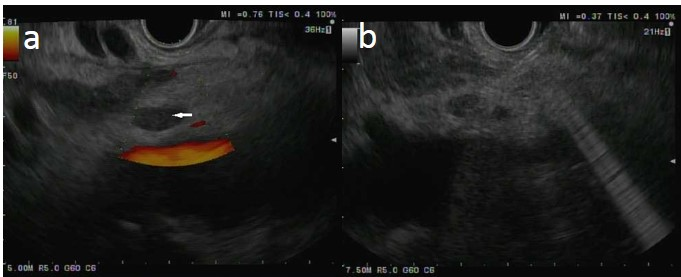 a
MI =0.76 TIS< 0.4 100%
36Hz
F50
5.00M R5.0 G60 C6
b
MI =0.37 TIS< 0.4 100%
21Hz
7.50M R5.0 G60 C6